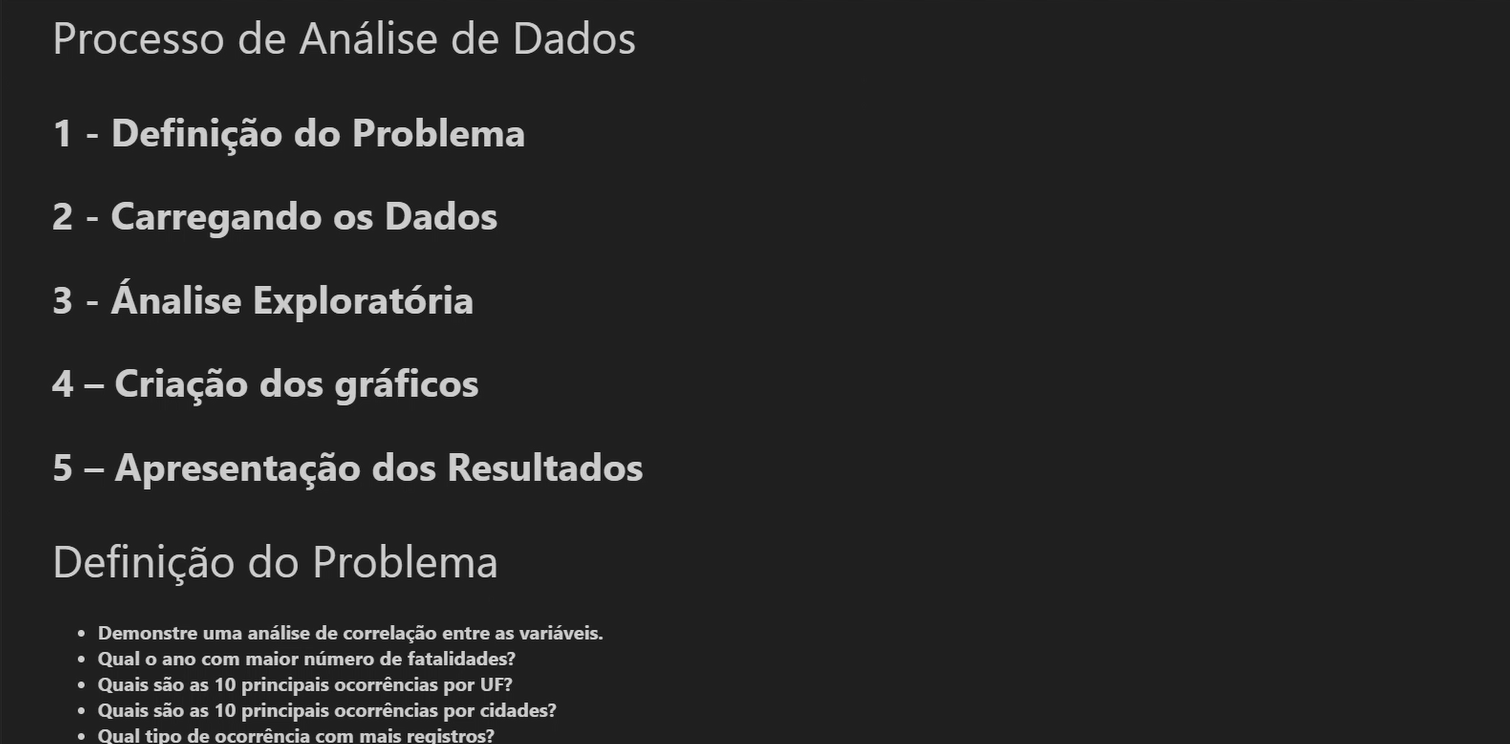 Processo de Análise de Dados
1 - Definição do Problema
2 - Carregando os Dados
3 - Ánalise Exploratória
4 – Criação dos gráficos
5 – Apresentação dos Resultados
Definição do Problema
• Demonstre uma análise de correlação entre as variáveis.
• Qual o ano com maior número de fatalidades?
• Quais são as 10 principais ocorrências por UF?
• Quais são as 10 principais ocorrências por cidades?
• Qual tipo de ocorrência com mais registros?